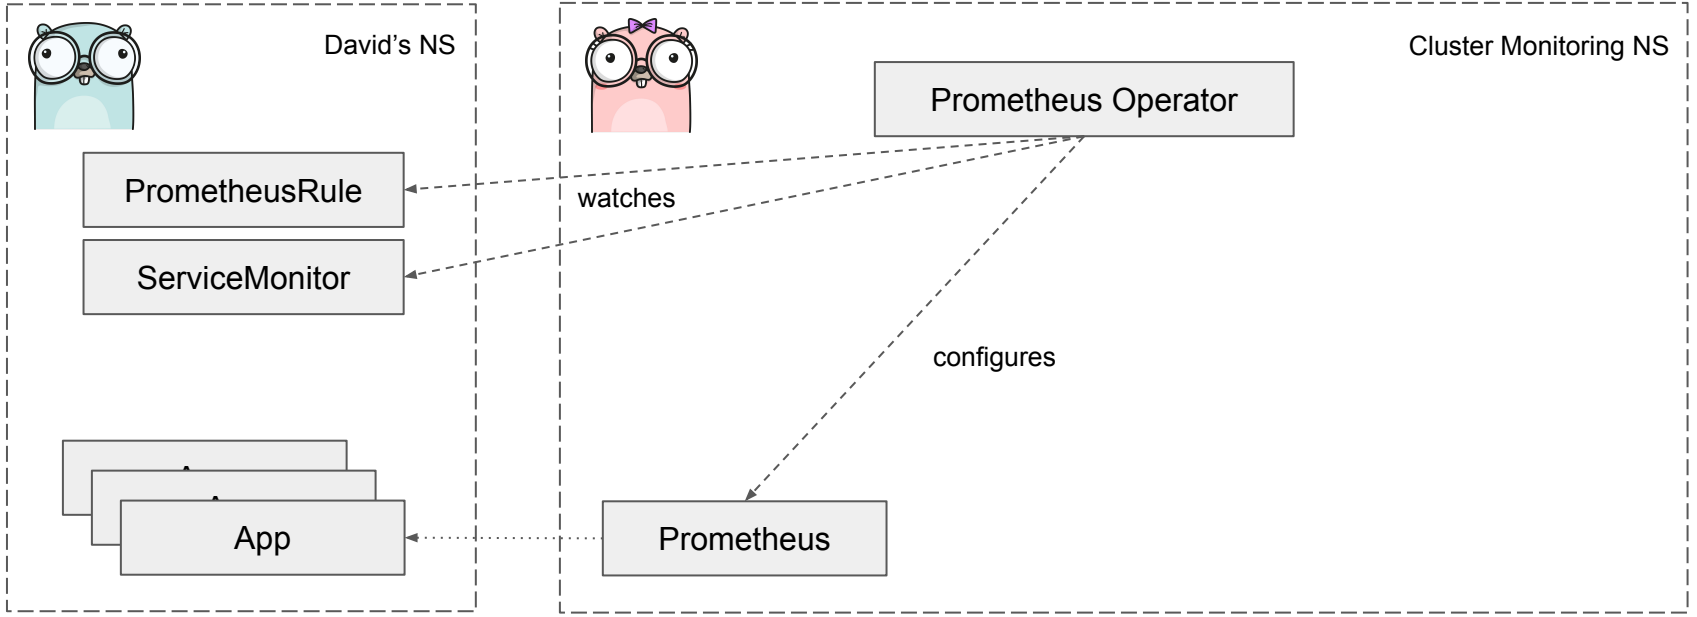 David’s NS
Cluster Monitoring NS
Prometheus Operator
PrometheusRule
watches
ServiceMonitor
configures
App
Prometheus